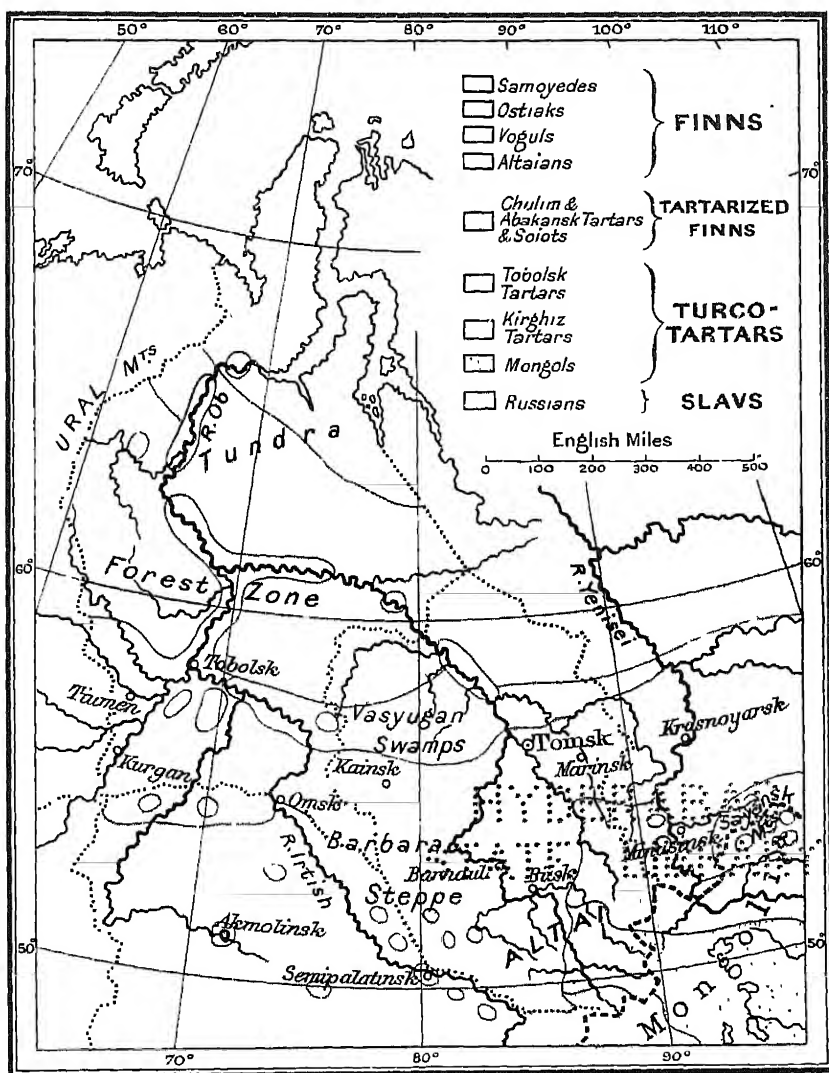 50° 60° 70° 80° 90° 100° 110°
Samoyedes
Ostiaks
Voguls
Altaians
FINNS
Chulim &
Abakansk Tartars
& Soiots
TARTARIZED
FINNS
Tobolsk
Tartars
Kirghiz
Tartars
Mongols
TURCO-
TARTARS
Russians
SLAVS
English Miles
0 100 200 300 400 500
70° 70°
URAL MTS
R. Ob
Tundra
60° 60°
Forest Zone
R. Yenisei
Tobolsk
Tiumen
Vasyugan
Swamps
Tomsk
Krasnoyarsk
Marinsk
Kurgan
Kainsk
Omsk
R. Irtish
Barbaran
Steppe
Barnaul
Biisk
Minusinsk
Sayansk
Mts
ALTAI
Akmolinsk
Semipalatinsk
50° 50°
70° 80° 90°